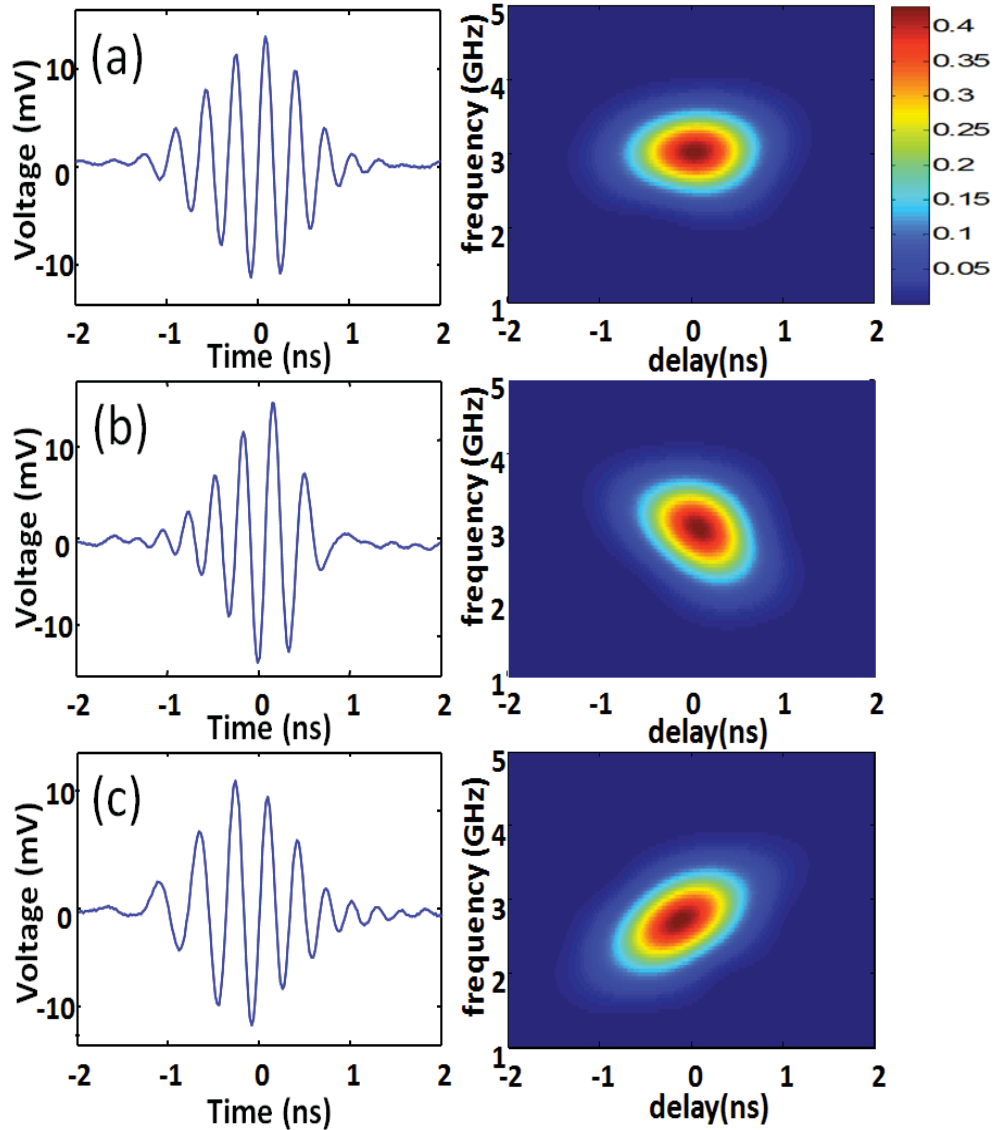 (a)
Voltage (mV)
10
0
-10
-2 -1 0 1 2
Time (ns)
frequency (GHz)
5
4
3
2
1
-2 -1 0 1 2
delay(ns)
0.4
0.35
0.3
0.25
0.2
0.15
0.1
0.05
(b)
Voltage (mV)
10
0
-10
-2 -1 0 1 2
Time (ns)
frequency (GHz)
5
4
3
2
1
-2 -1 0 1 2
delay(ns)
(c)
Voltage (mV)
10
0
-10
-2 -1 0 1 2
Time (ns)
frequency (GHz)
5
4
3
2
1
-2 -1 0 1 2
delay(ns)